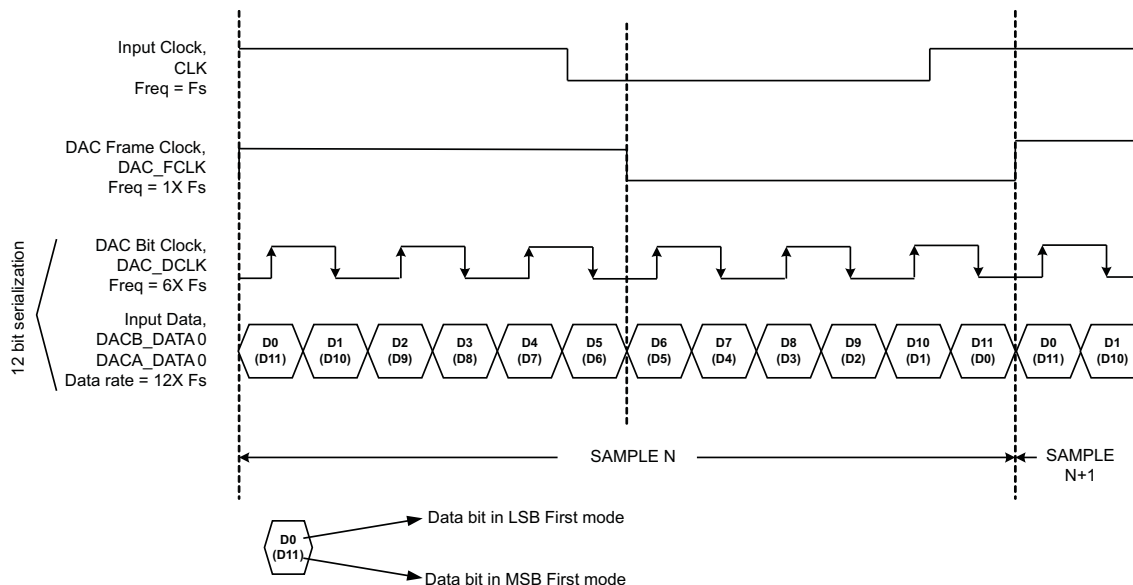 Input Clock,
CLK
Freq = Fs
DAC Frame Clock,
DAC_FCLK
Freq = 1X Fs
12 bit serialization
DAC Bit Clock,
DAC_DCLK
Freq = 6X Fs
Input Data,
DACB_DATA 0
DACA_DATA 0
Data rate = 12X Fs
D0 D1 D2 D3 D4 D5 D6 D7 D8 D9 D10 D11 D0 D1
(D11) (D10) (D9) (D8) (D7) (D6) (D5) (D4) (D3) (D2) (D1) (D0) (D11) (D10)
SAMPLE N
SAMPLE
N+1
Data bit in LSB First mode
D0
(D11)
Data bit in MSB First mode